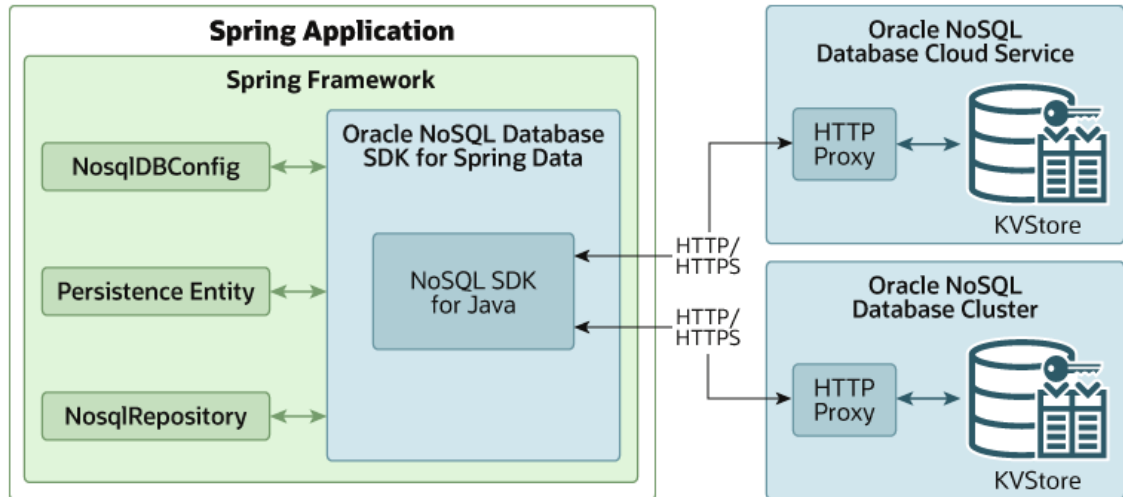 Spring Application
Spring Framework
NosqlDBConfig
Persistence Entity
NosqlRepository
Oracle NoSQL Database
SDK for Spring Data
NoSQL SDK
for Java
HTTP/
HTTPS
HTTP/
HTTPS
Oracle NoSQL
Database Cloud Service
HTTP
Proxy
KVStore
Oracle NoSQL
Database Cluster
HTTP
Proxy
KVStore